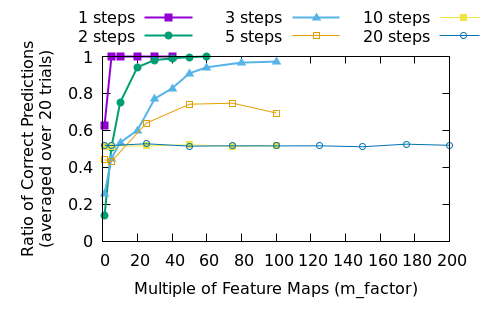 1 steps 3 steps 10 steps
2 steps 5 steps 20 steps
1
0.8
0.6
0.4
0.2
0
0 20 40 60 80 100 120 140 160 180 200
Ratio of Correct Predictions
(averaged over 20 trials)
Multiple of Feature Maps (m_factor)